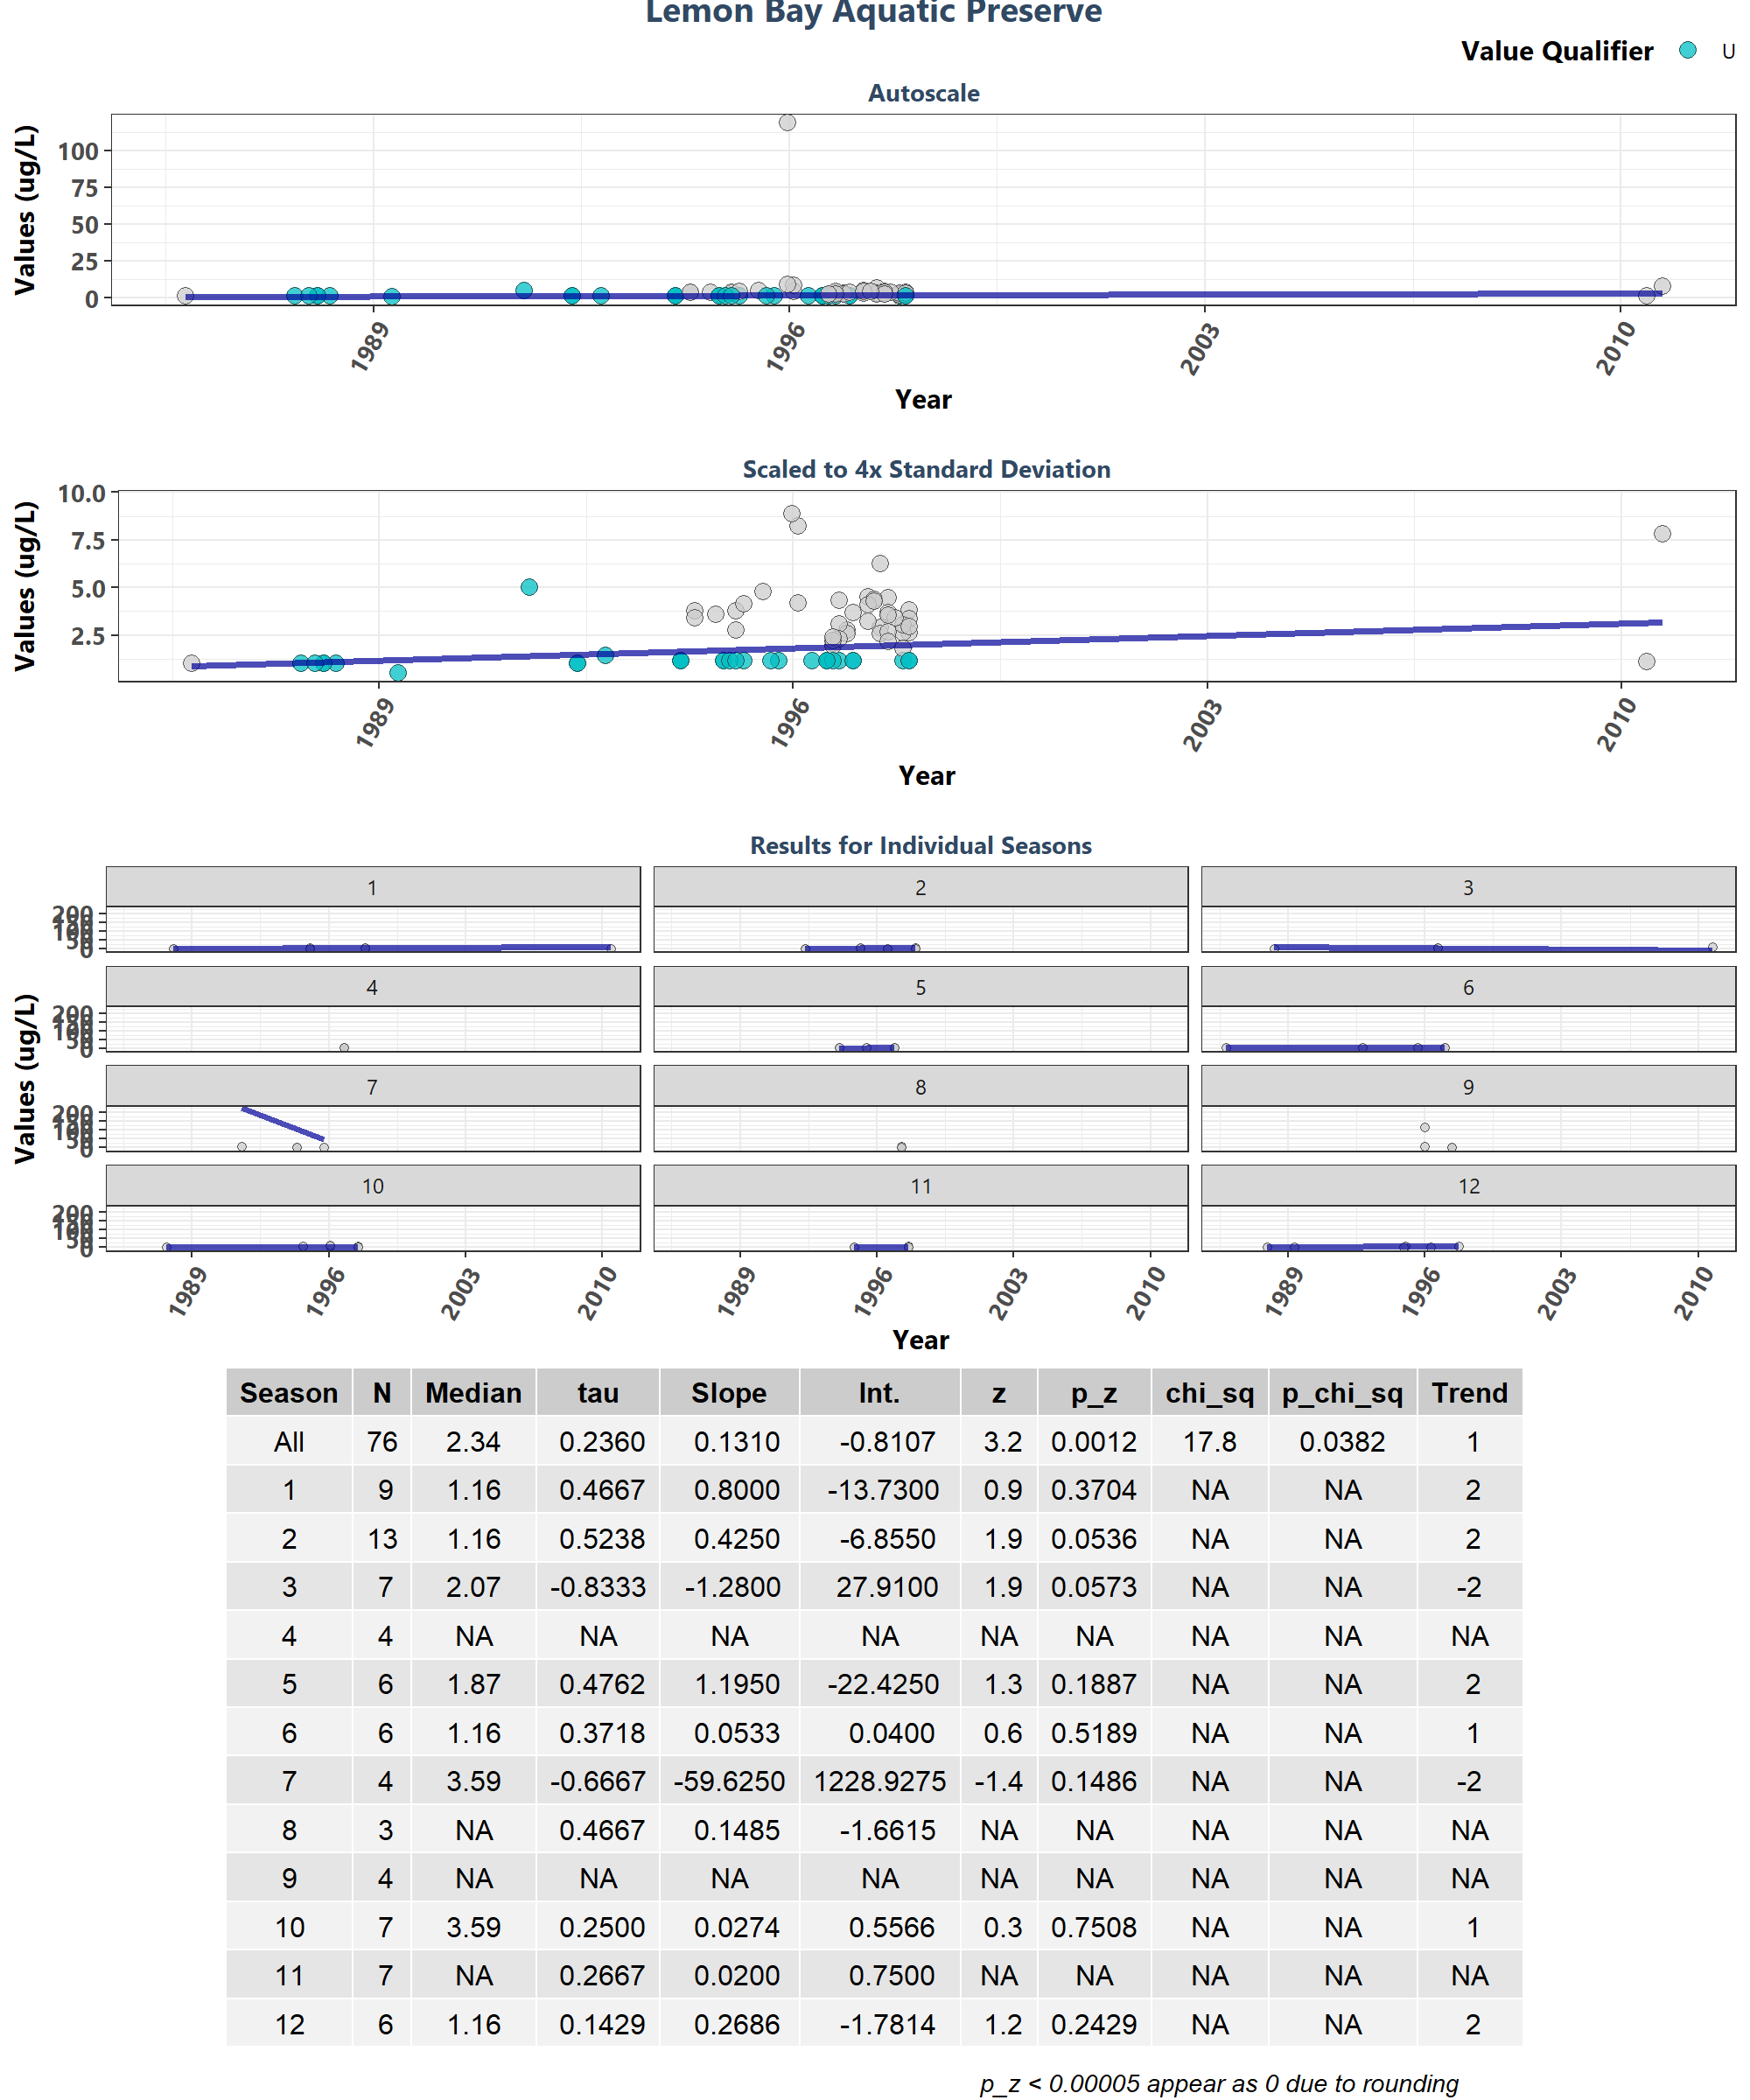 Lemon Bay Aquatic Preserve
Value Qualifier U
Autoscale
Values (ug/L)
100
75
50
25
0
1989 1996 2003 2010
Year
Scaled to 4x Standard Deviation
Values (ug/L)
10.0
7.5
5.0
2.5
1989 1996 2003 2010
Year
Results for Individual Seasons
Values (ug/L)
1 2 3
200
50
0
4 5 6
200
50
0
7 8 9
200
50
0
10 11 12
200
50
0
1989 1996 2003 2010 1989 1996 2003 2010 1989 1996 2003 2010
Year
Season N Median tau Slope Int. z p_z chi_sq p_chi_sq Trend
All 76 2.34 0.2360 0.1310 -0.8107 3.2 0.0012 17.8 0.0382 1
1 9 1.16 0.4667 0.8000 -13.7300 0.9 0.3704 NA NA 2
2 13 1.16 0.5238 0.4250 -6.8550 1.9 0.0536 NA NA 2
3 7 2.07 -0.8333 -1.2800 27.9100 1.9 0.0573 NA NA -2
4 4 NA NA NA NA NA NA NA NA NA
5 6 1.87 0.4762 1.1950 -22.4250 1.3 0.1887 NA NA 2
6 6 1.16 0.3718 0.0533 0.0400 0.6 0.5189 NA NA 1
7 4 3.59 -0.6667 -59.6250 1228.9275 -1.4 0.1486 NA NA -2
8 3 NA 0.4667 0.1485 -1.6615 NA NA NA NA NA
9 4 NA NA NA NA NA NA NA NA NA
10 7 3.59 0.2500 0.0274 0.5566 0.3 0.7508 NA NA 1
11 7 NA 0.2667 0.0200 0.7500 NA NA NA NA NA
12 6 1.16 0.1429 0.2686 -1.7814 1.2 0.2429 NA NA 2
p_z < 0.00005 appear as 0 due to rounding